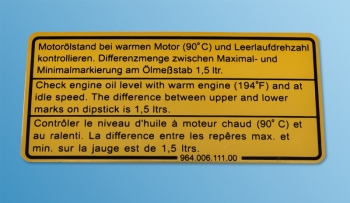 Motorölstand bei warmen Motor (90°C) und Leerlaufdrehzahl
kontrollieren. Differenzmenge zwischen Maximal- und
Minimalmarkierung am Ölmeßstab 1,5 ltr.
Check engine oil level with warm engine (194°F) and at
idle speed. The difference between upper and lower
marks on dipstick is 1,5 ltrs.
Contrôler le niveau d'huile à moteur chaud (90°C) et
au ralenti. La difference entre les repêres max. et
min. sur la jauge est de 1,5 ltrs.
964.006.111.00